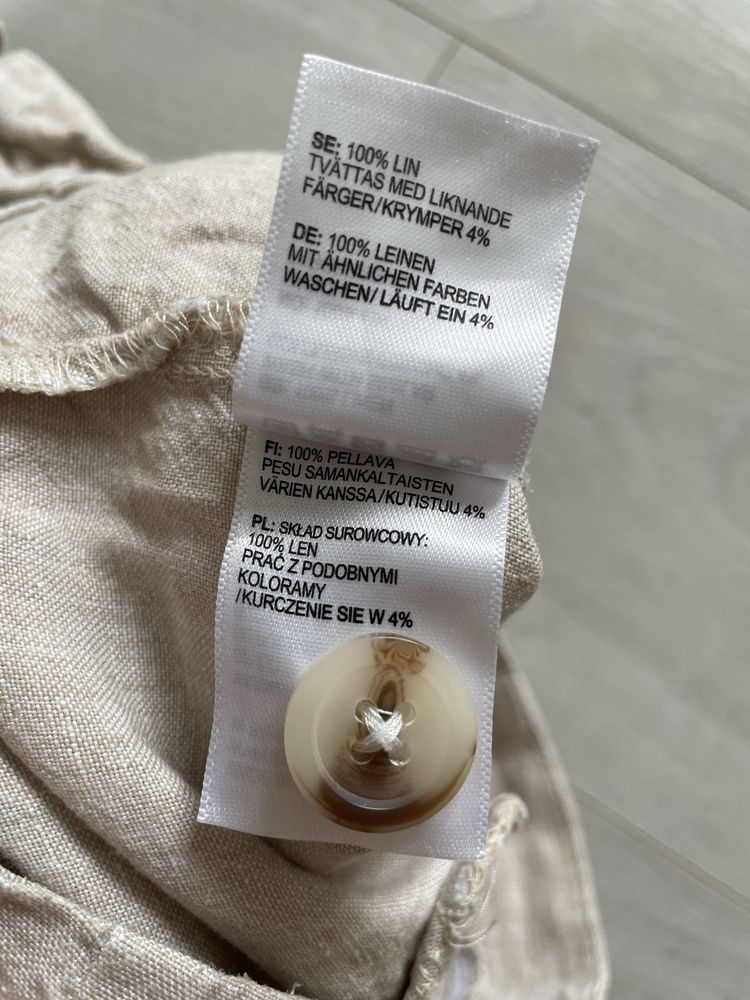 SE: 100% LIN
TVÄTTAS MED LIKNANDE
FÄRGER/KRYMPER 4%
DE: 100% LEINEN
MIT ÄHNLICHEN FARBEN
WASCHEN/ LÄUFT EIN 4%
FI: 100% PELLAVA
PESU SAMANKALTAISTEN
VÄRIEN KANSSA/KUTISTUU 4%
PL: SKŁAD SUROWCOWY:
100% LEN
PRAĆ Z PODOBNYMI
KOLORAMY
/KURCZENIE SIE W 4%